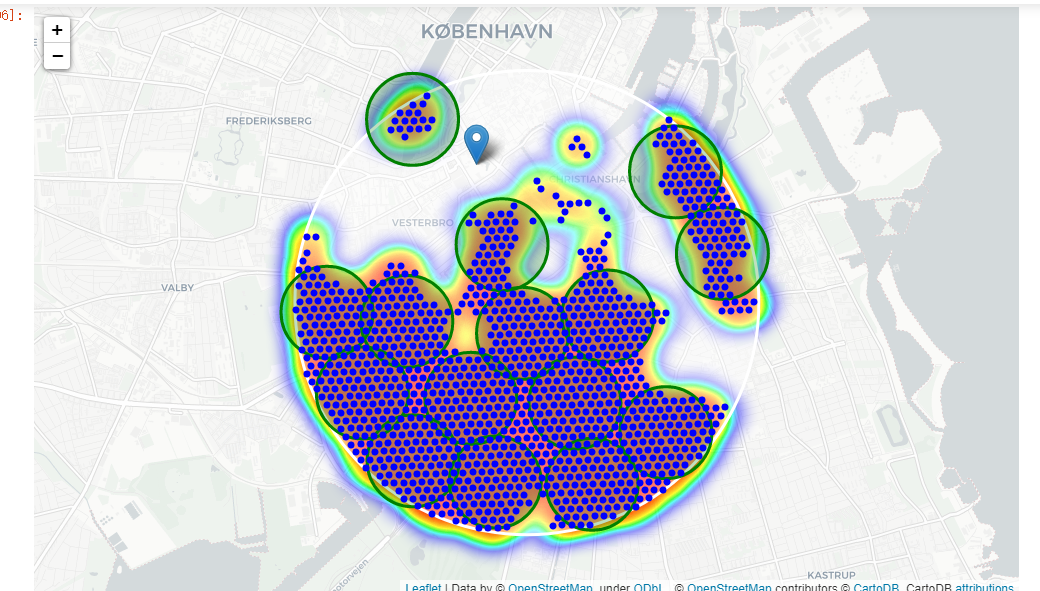 6]:
+
−
KØBENHAVN
FREDERIKSBERG
CHRISTIANSHAVN
VESTERBRO
VALBY
KASTRUP
Leaflet | Data by © OpenStreetMap, under ODbL., © OpenStreetMap contributors © CartoDB, CartoDB attributions